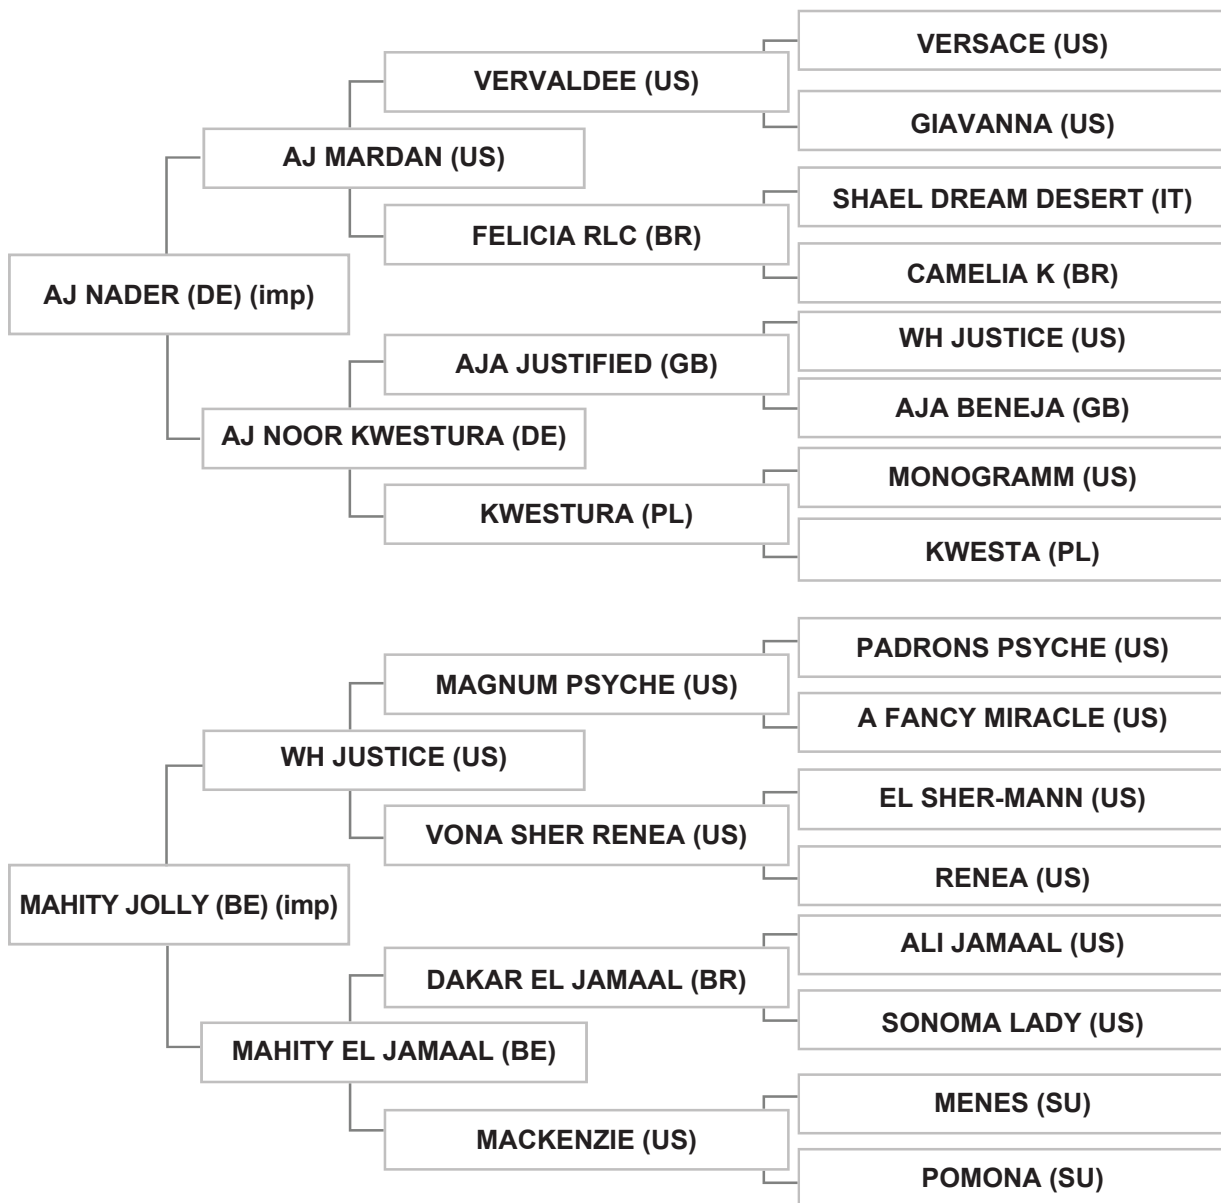 VERSACE (US)
VERVALDEE (US)
GIAVANNA (US)
AJ MARDAN (US)
SHAEL DREAM DESERT (IT)
FELICIA RLC (BR)
CAMELIA K (BR)
AJ NADER (DE) (imp)
WH JUSTICE (US)
AJA JUSTIFIED (GB)
AJA BENEJA (GB)
AJ NOOR KWESTURA (DE)
MONOGRAMM (US)
KWESTURA (PL)
KWESTA (PL)
PADRONS PSYCHE (US)
MAGNUM PSYCHE (US)
A FANCY MIRACLE (US)
WH JUSTICE (US)
EL SHER-MANN (US)
VONA SHER RENEA (US)
RENEA (US)
MAHITY JOLLY (BE) (imp)
ALI JAMAAL (US)
DAKAR EL JAMAAL (BR)
SONOMA LADY (US)
MAHITY EL JAMAAL (BE)
MENES (SU)
MACKENZIE (US)
POMONA (SU)